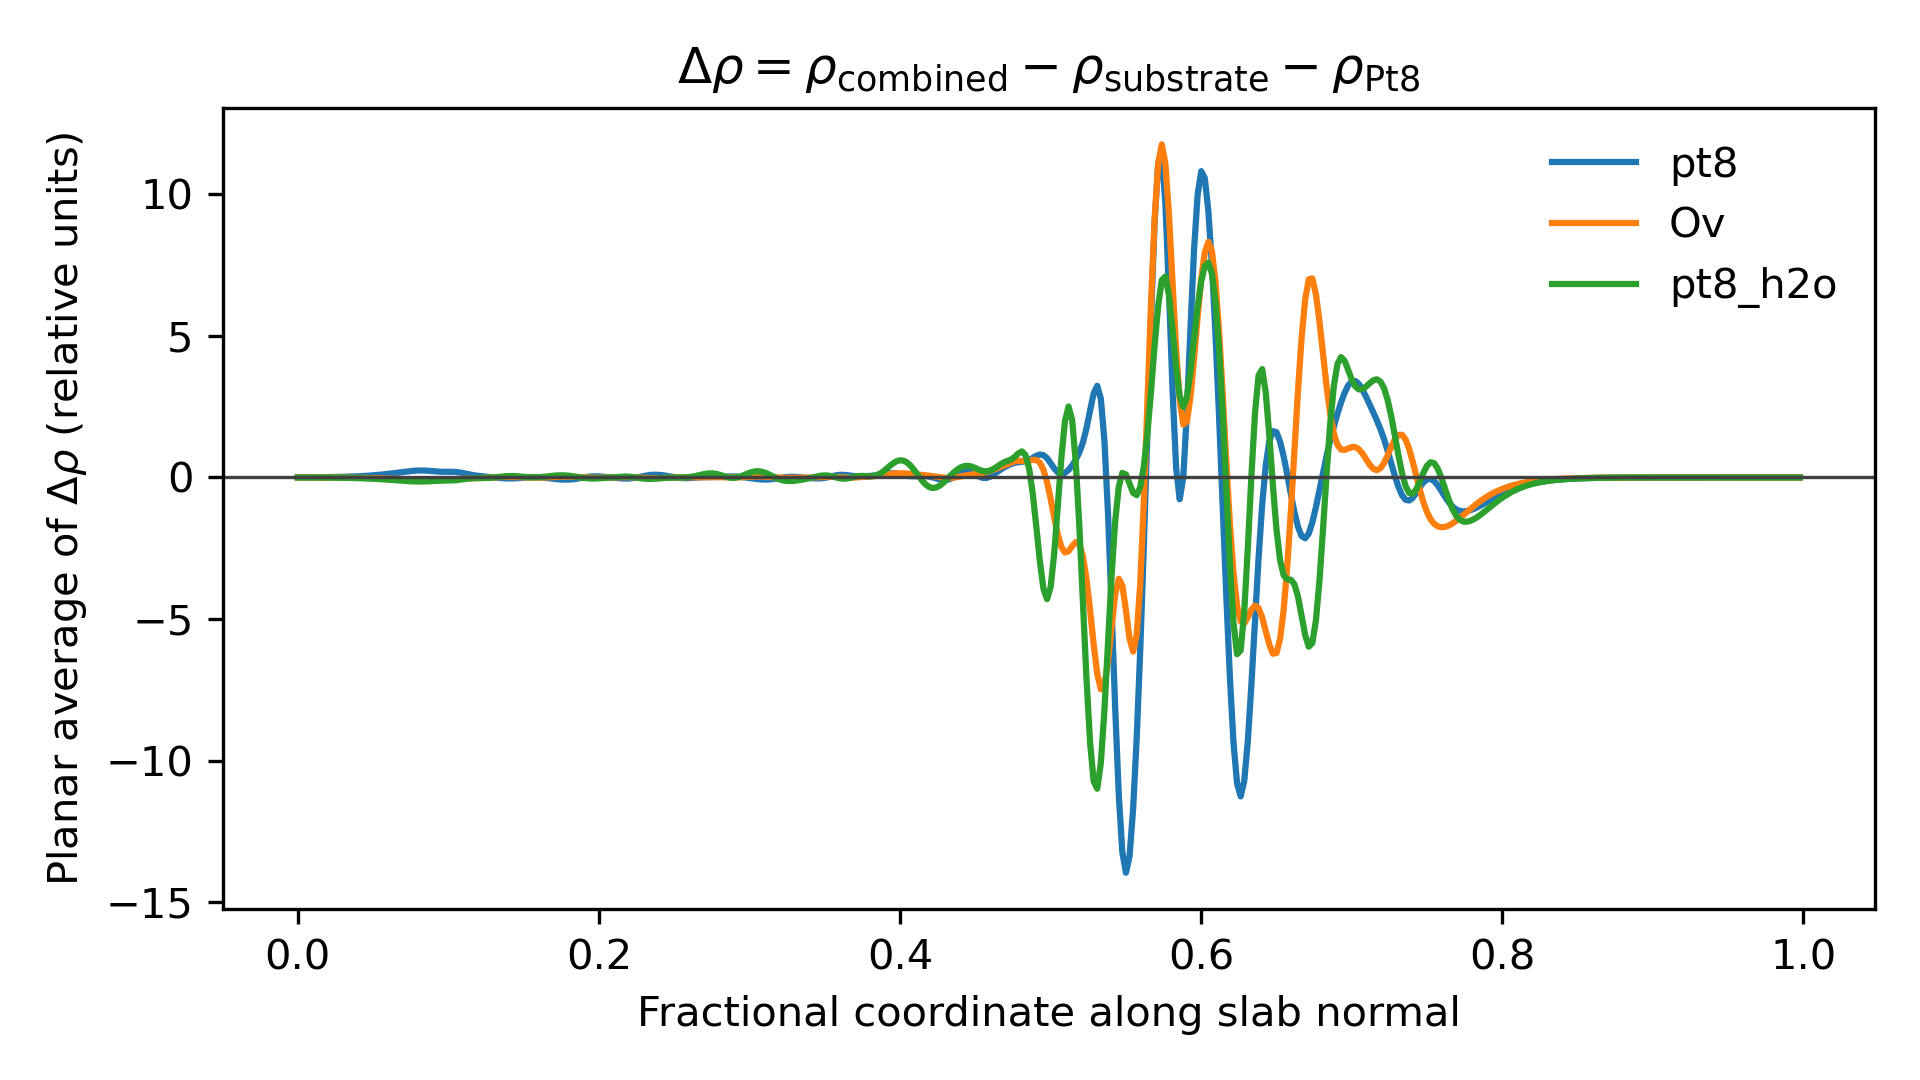 Δρ = ρcombined − ρsubstrate − ρPt8
Planar average of Δρ (relative units)
10
5
0
−5
−10
−15
pt8
Ov
pt8_h2o
0.0 0.2 0.4 0.6 0.8 1.0
Fractional coordinate along slab normal